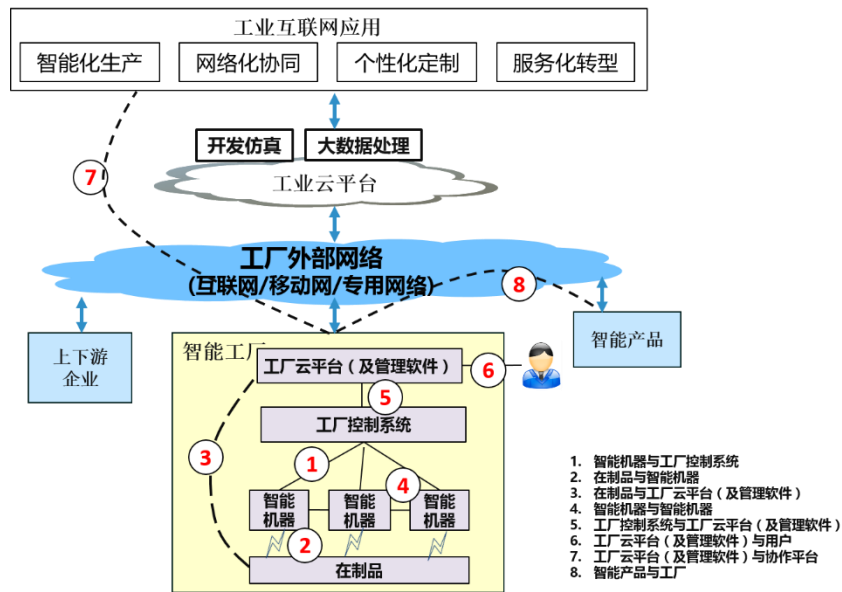 工业互联网应用
智能化生产 网络化协同 个性化定制 服务化转型
开发仿真 大数据处理
7
工业云平台
工厂外部网络
(互联网/移动网/专用网络)
8
上下游
企业
智能产品
智能工厂
工厂云平台（及管理软件）
6
5
工厂控制系统
3
1
4
智能 智能 智能
机器 机器 机器
2
在制品
1. 智能机器与工厂控制系统
2. 在制品与智能机器
3. 在制品与工厂云平台（及管理软件）
4. 智能机器与智能机器
5. 工厂控制系统与工厂云平台（及管理软件）
6. 工厂云平台（及管理软件）与用户
7. 工厂云平台（及管理软件）与协作平台
8. 智能产品与工厂